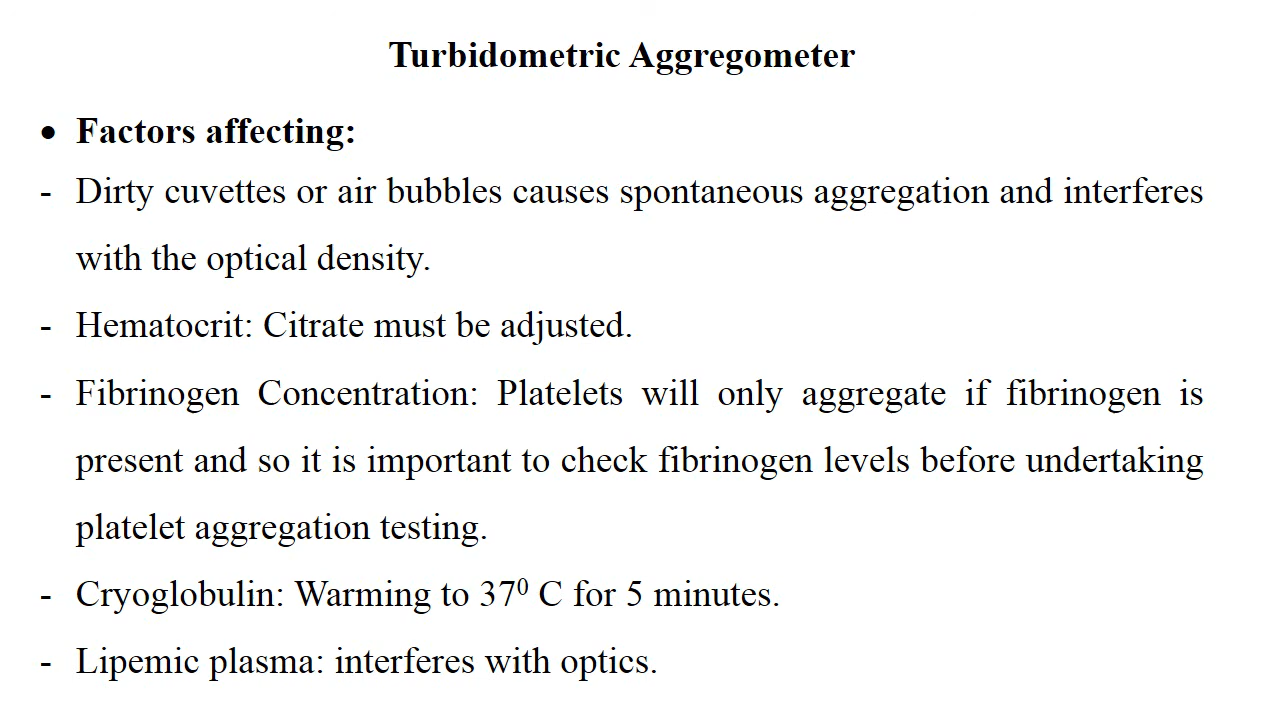 Turbidometric Aggregometer
• Factors affecting:
- Dirty cuvettes or air bubbles causes spontaneous aggregation and interferes
with the optical density.
- Hematocrit: Citrate must be adjusted.
- Fibrinogen Concentration: Platelets will only aggregate if fibrinogen is
present and so it is important to check fibrinogen levels before undertaking
platelet aggregation testing.
- Cryoglobulin: Warming to 37⁰ C for 5 minutes.
- Lipemic plasma: interferes with optics.